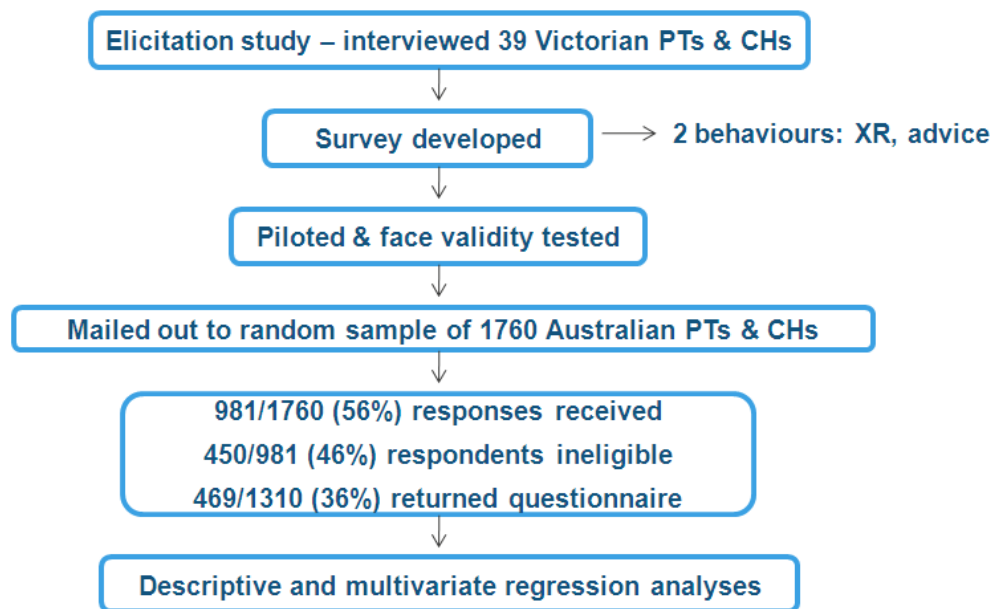 Elicitation study – interviewed 39 Victorian PTs & CHs
Survey developed
2 behaviours: XR, advice
Piloted & face validity tested
Mailed out to random sample of 1760 Australian PTs & CHs
981/1760 (56%) responses received
450/981 (46%) respondents ineligible
469/1310 (36%) returned questionnaire
Descriptive and multivariate regression analyses